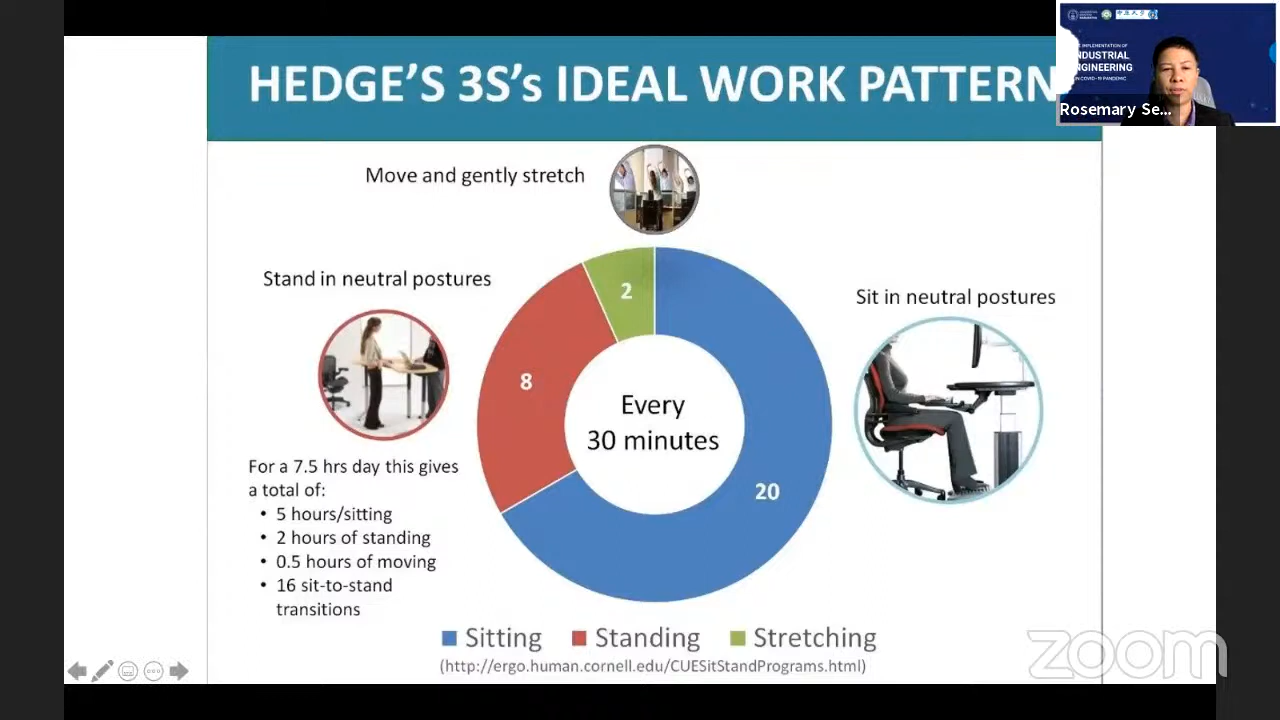 HEDGE'S 3S's IDEAL WORK PATTERN
IMPLEMENTATION OF
INDUSTRIAL
ENGINEERING
IN COVID-19 PANDEMIC
Rosemary Se...
Move and gently stretch
Stand in neutral postures
Sit in neutral postures
2
8
20
Every
30 minutes
For a 7.5 hrs day this gives
a total of:
• 5 hours/sitting
• 2 hours of standing
• 0.5 hours of moving
• 16 sit-to-stand
transitions
Sitting Standing Stretching
(http://ergo.human.cornell.edu/CUESitStandPrograms.html)
zoom